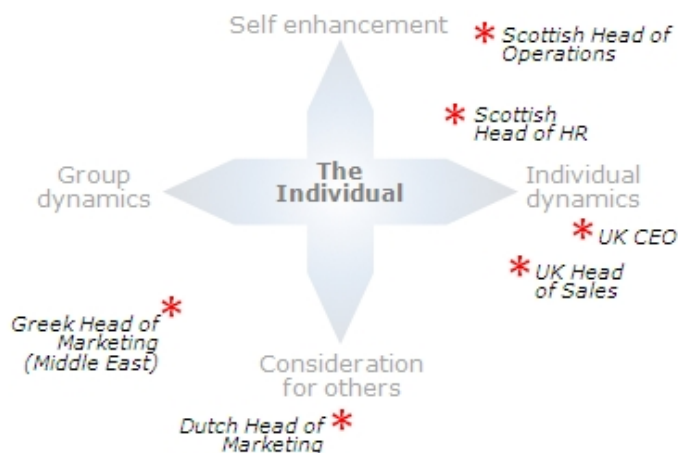 Self enhancement
* Scottish Head of
Operations
* Scottish
Head of HR
The
Individual
Group
dynamics
Individual
dynamics
* UK CEO
* UK Head
of Sales
*
Greek Head of
Marketing
(Middle East)
Consideration
for others
Dutch Head of *
Marketing